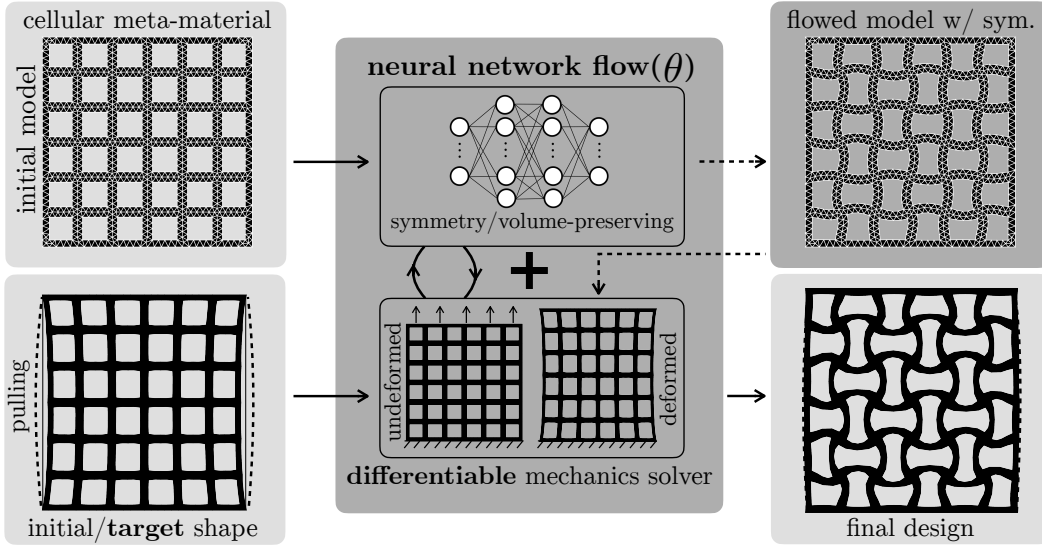 cellular meta-material
initial model
neural network flow(θ)
symmetry/volume-preserving
flowed model w/ sym.
pulling
initial/target shape
undeformed
deformed
differentiable mechanics solver
final design